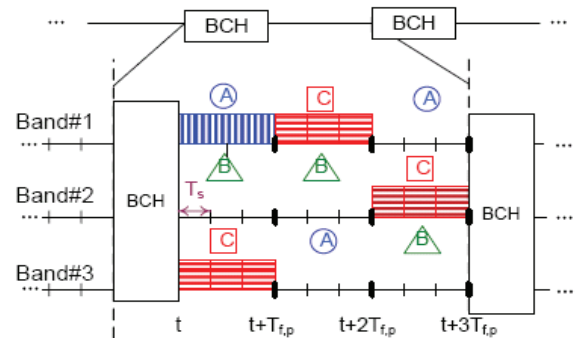 ... BCH BCH ...
A C A
Band#1
... ...
B B C
Band#2 Ts
... BCH BCH ...
C A B
Band#3
... ...
t t+Tf,p t+2Tf,p t+3Tf,p